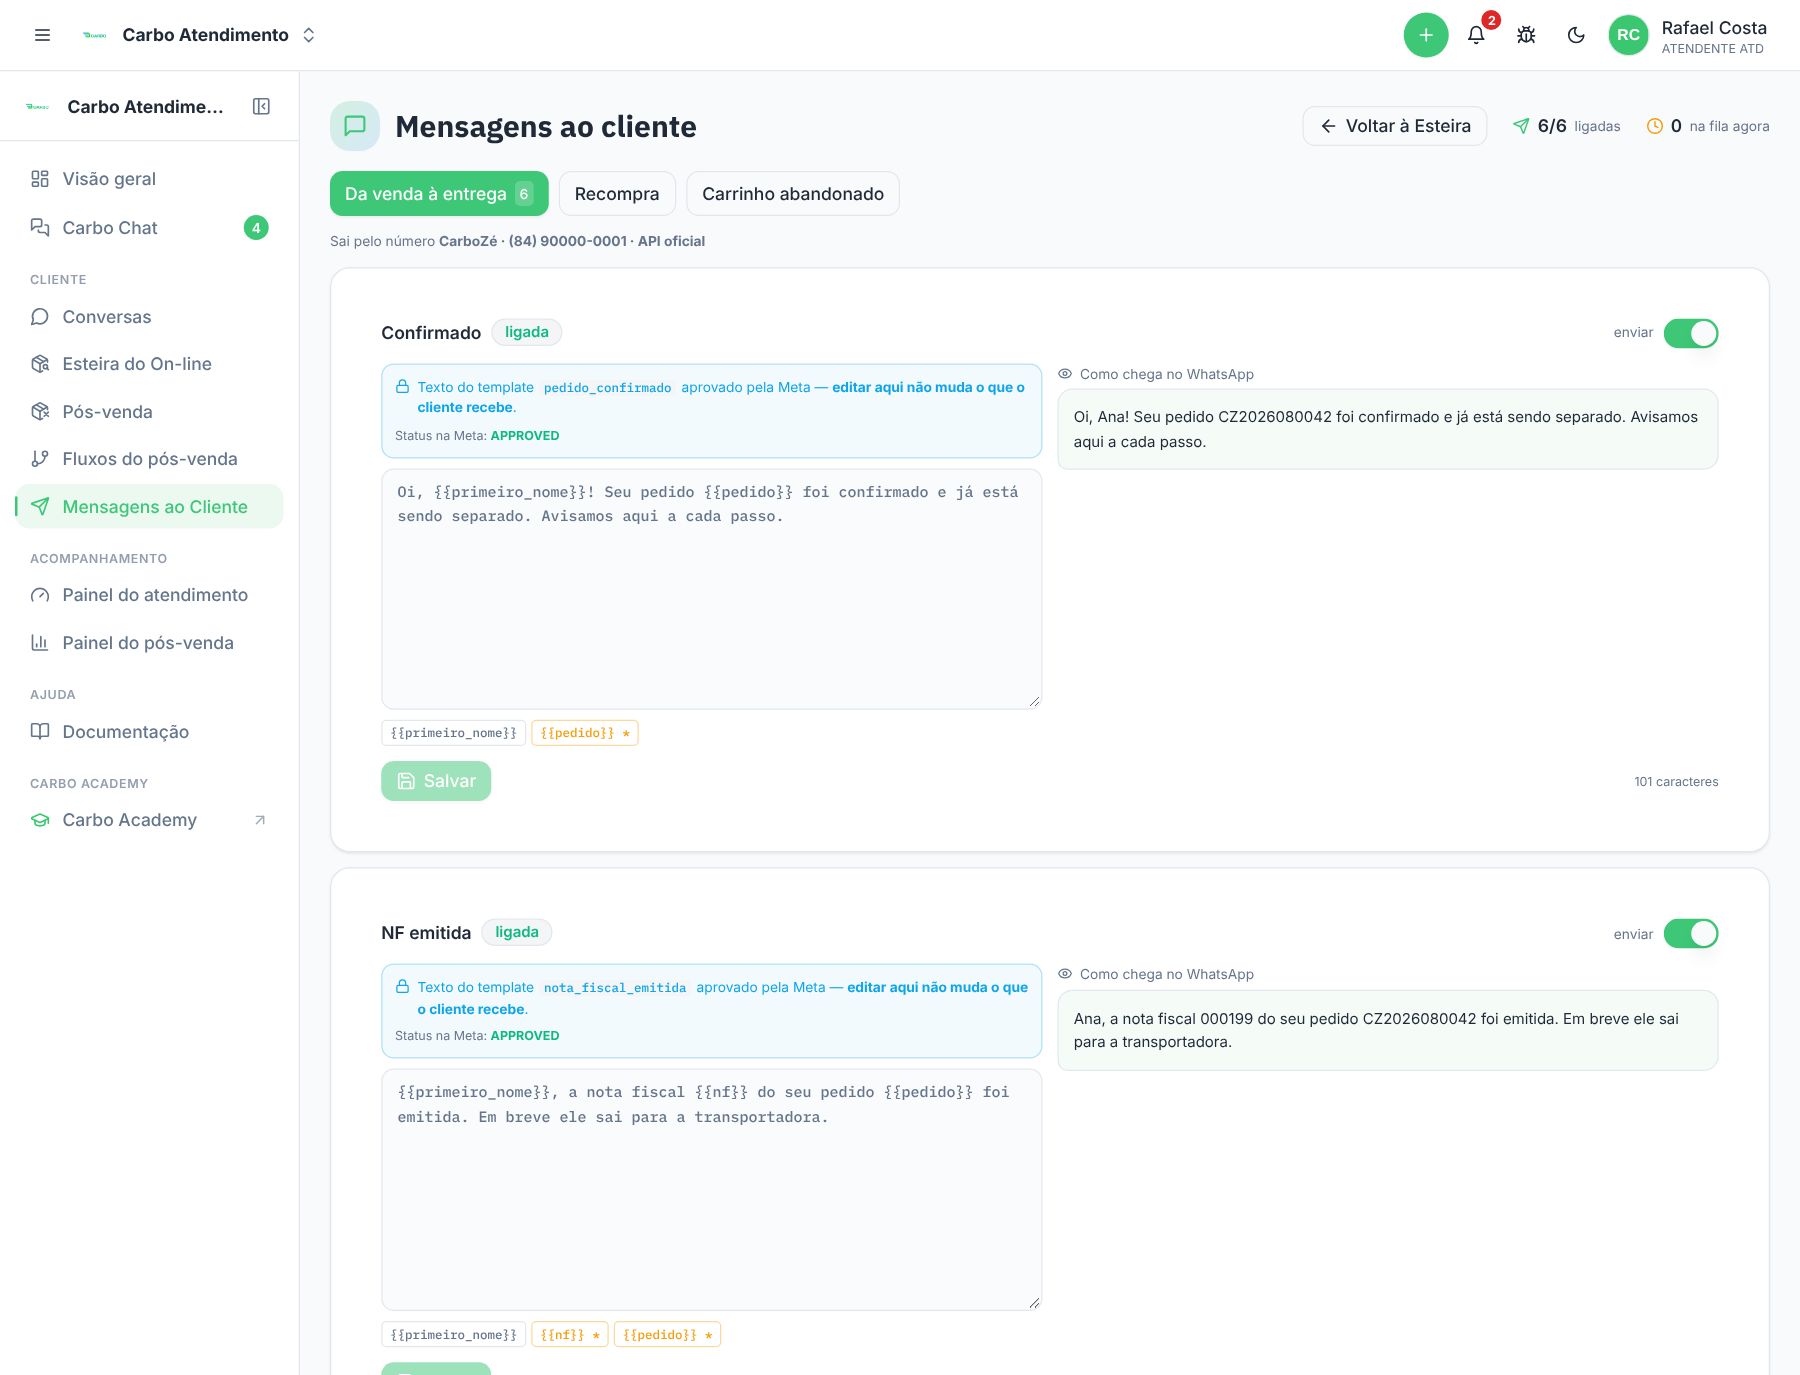 Carbo Atendimento
2
RC
Rafael Costa
ATENDENTE ATD
Carbo Atendime...
Visão geral
Carbo Chat
4
CLIENTE
Conversas
Esteira do On-line
Pós-venda
Fluxos do pós-venda
Mensagens ao Cliente
ACOMPANHAMENTO
Painel do atendimento
Painel do pós-venda
AJUDA
Documentação
CARBO ACADEMY
Carbo Academy
Mensagens ao cliente
Voltar à Esteira
6/6 ligadas
0 na fila agora
Da venda à entrega 6
Recompra
Carrinho abandonado
Sai pelo número CarboZé · (84) 90000-0001 · API oficial
Confirmado ligada
enviar
Texto do template pedido_confirmado aprovado pela Meta — editar aqui não muda o que o
cliente recebe.
Status na Meta: APPROVED
Oi, {{primeiro_nome}}! Seu pedido {{pedido}} foi confirmado e já está
sendo separado. Avisamos aqui a cada passo.
{{primeiro_nome}} {{pedido}} *
Salvar
Como chega no WhatsApp
Oi, Ana! Seu pedido CZ2026080042 foi confirmado e já está sendo separado. Avisamos
aqui a cada passo.
101 caracteres
NF emitida ligada
enviar
Texto do template nota_fiscal_emitida aprovado pela Meta — editar aqui não muda o que
o cliente recebe.
Status na Meta: APPROVED
{{primeiro_nome}}, a nota fiscal {{nf}} do seu pedido {{pedido}} foi
emitida. Em breve ele sai para a transportadora.
{{primeiro_nome}} {{nf}} * {{pedido}} *
Como chega no WhatsApp
Ana, a nota fiscal 000199 do seu pedido CZ2026080042 foi emitida. Em breve ele sai
para a transportadora.